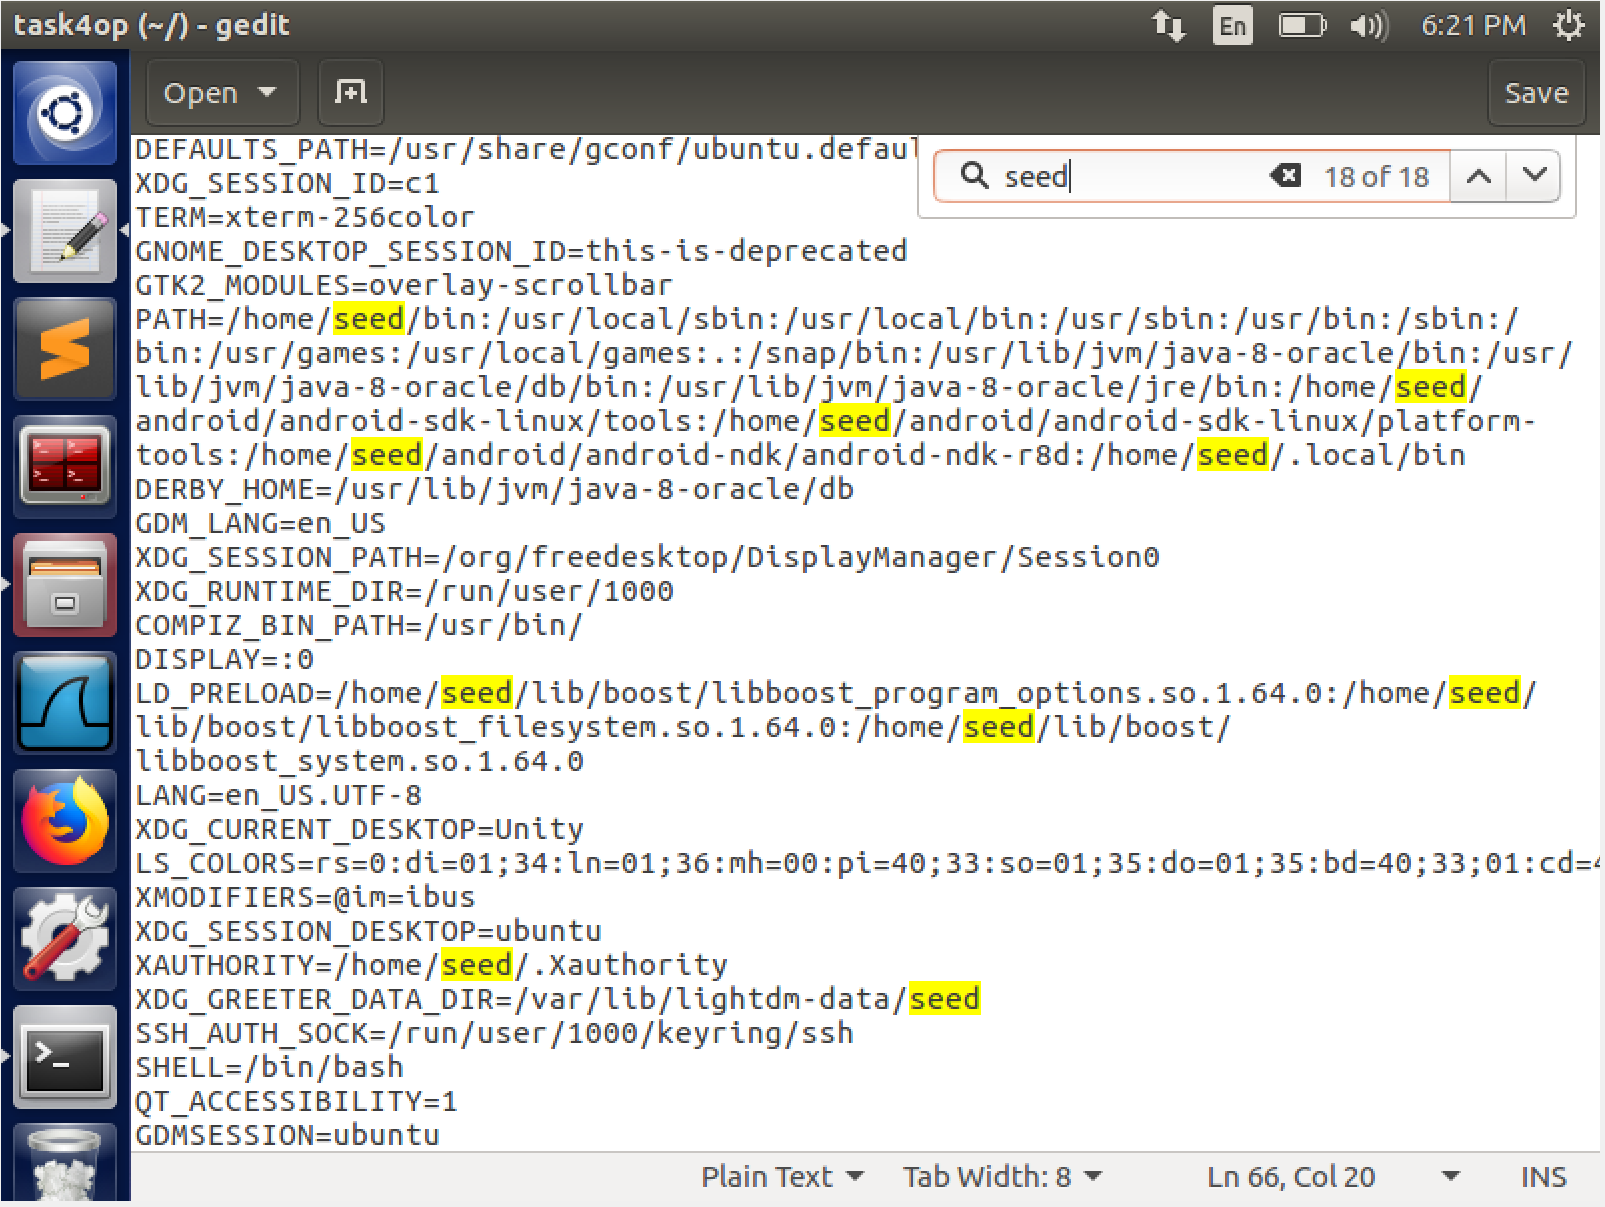 task4op (~/) - gedit
En
6:21 PM
Open
Save
seed
18 of 18
DEFAULTS_PATH=/usr/share/gconf/ubuntu.defaul
XDG_SESSION_ID=c1
TERM=xterm-256color
GNOME_DESKTOP_SESSION_ID=this-is-deprecated
GTK2_MODULES=overlay-scrollbar
PATH=/home/seed/bin:/usr/local/sbin:/usr/local/bin:/usr/sbin:/usr/bin:/sbin:/
bin:/usr/games:/usr/local/games:.:/snap/bin:/usr/lib/jvm/java-8-oracle/bin:/usr/
lib/jvm/java-8-oracle/db/bin:/usr/lib/jvm/java-8-oracle/jre/bin:/home/seed/
android/android-sdk-linux/tools:/home/seed/android/android-sdk-linux/platform-
tools:/home/seed/android/android-ndk/android-ndk-r8d:/home/seed/.local/bin
DERBY_HOME=/usr/lib/jvm/java-8-oracle/db
GDM_LANG=en_US
XDG_SESSION_PATH=/org/freedesktop/DisplayManager/Session0
XDG_RUNTIME_DIR=/run/user/1000
COMPIZ_BIN_PATH=/usr/bin/
DISPLAY=:0
LD_PRELOAD=/home/seed/lib/boost/libboost_program_options.so.1.64.0:/home/seed/
lib/boost/libboost_filesystem.so.1.64.0:/home/seed/lib/boost/
libboost_system.so.1.64.0
LANG=en_US.UTF-8
XDG_CURRENT_DESKTOP=Unity
LS_COLORS=rs=0:di=01;34:ln=01;36:mh=00:pi=40;33:so=01;35:do=01;35:bd=40;33;01:cd=4
XMODIFIERS=@im=ibus
XDG_SESSION_DESKTOP=ubuntu
XAUTHORITY=/home/seed/.Xauthority
XDG_GREETER_DATA_DIR=/var/lib/lightdm-data/seed
SSH_AUTH_SOCK=/run/user/1000/keyring/ssh
SHELL=/bin/bash
QT_ACCESSIBILITY=1
GDMSESSION=ubuntu
Plain Text
Tab Width: 8
Ln 66, Col 20
INS